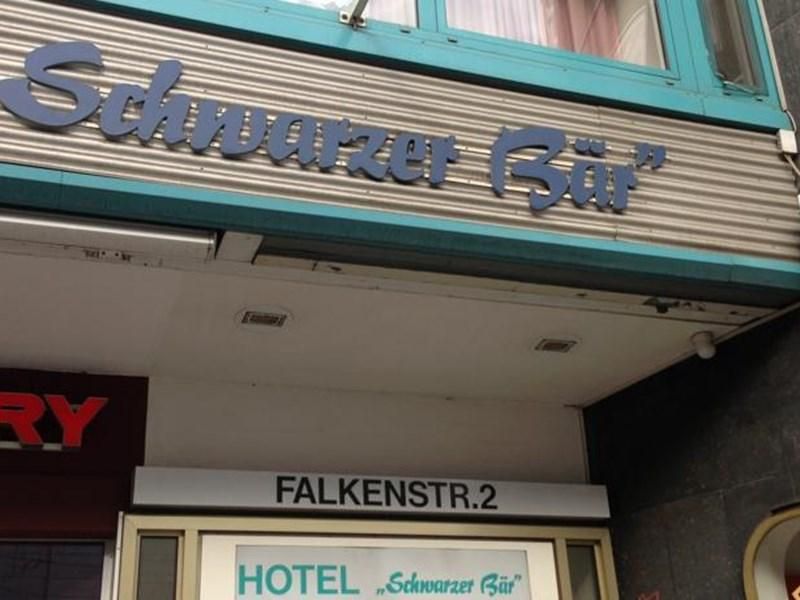 Schwarzer Bär”
RY
FALKENSTR.2
HOTEL „Schwarzer Bär”